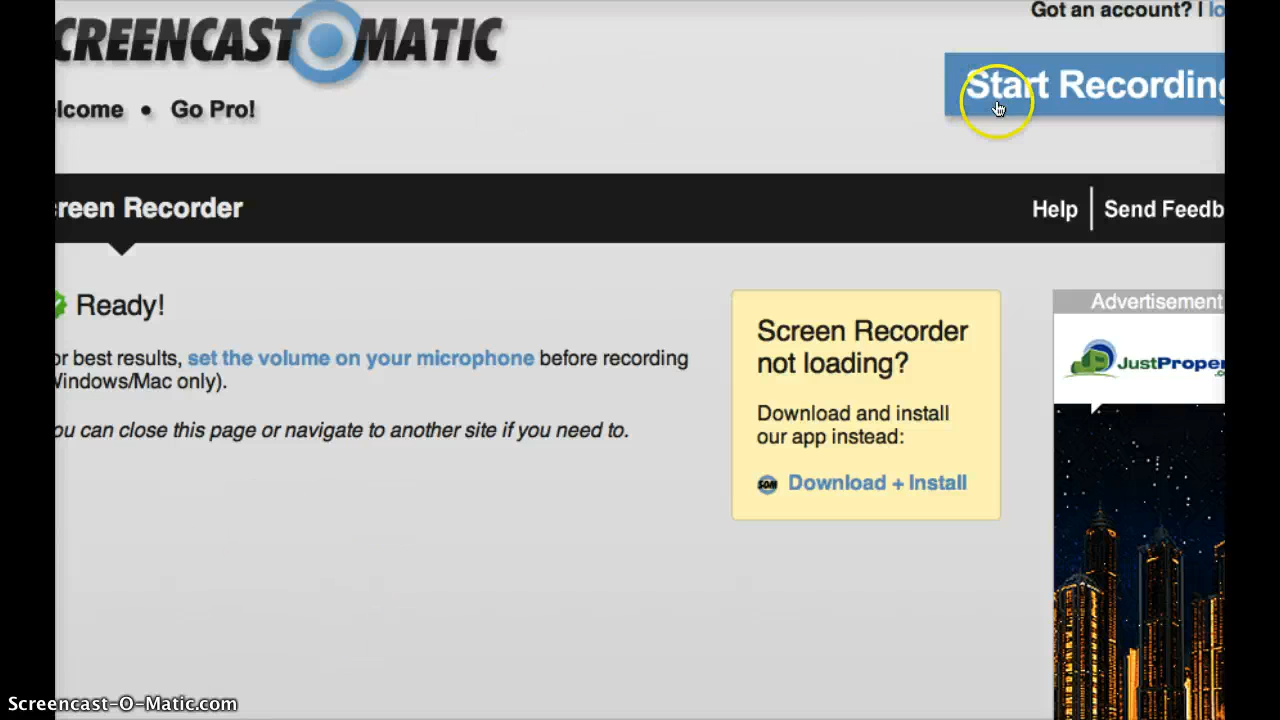 CREENCAST-O-MATIC
Got an account? | lo
Start Recording
elcome • Go Pro!
creen Recorder
Help | Send Feedb
Ready!
or best results, set the volume on your microphone before recording
Windows/Mac only).
ou can close this page or navigate to another site if you need to.
Screen Recorder
not loading?
Download and install
our app instead:
SOM Download + Install
Advertisement
JustProper
Screencast-O-Matic.com